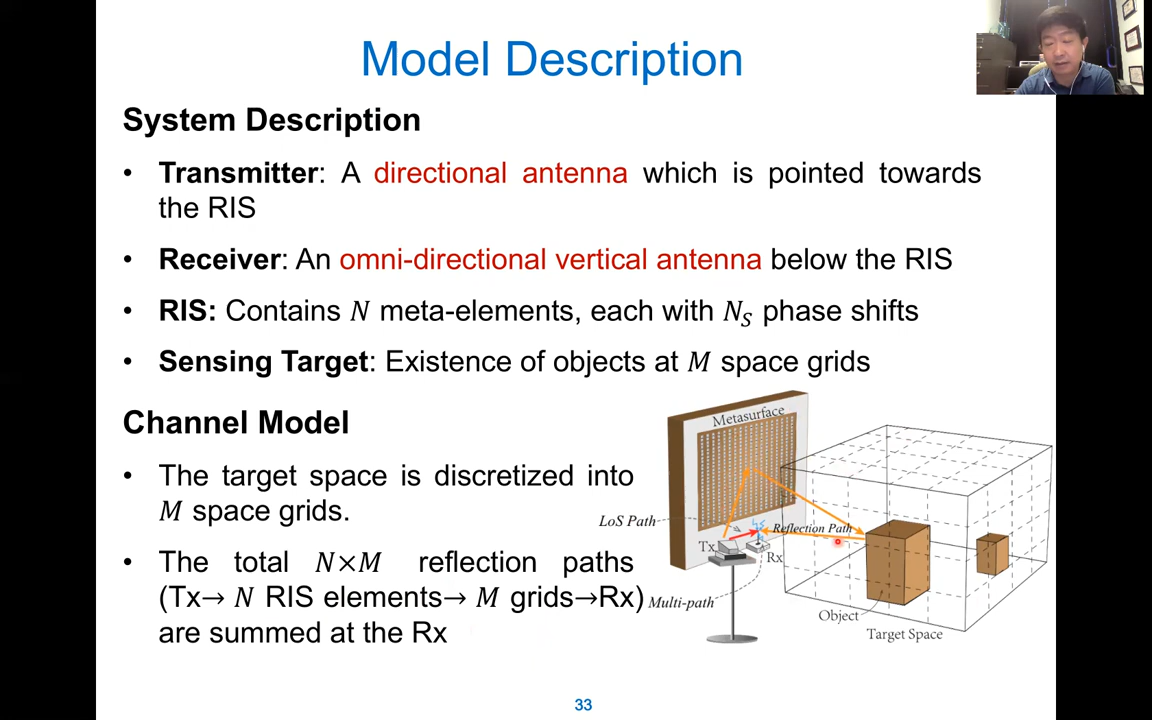 Model Description
System Description
• Transmitter: A directional antenna which is pointed towards
the RIS
• Receiver: An omni-directional vertical antenna below the RIS
• RIS: Contains N meta-elements, each with N_S phase shifts
• Sensing Target: Existence of objects at M space grids
Channel Model
• The target space is discretized into
M space grids.
• The total N×M reflection paths
(Tx→ N RIS elements→ M grids→Rx)
are summed at the Rx
Metasurface
LoS Path
Reflection Path
Tx
Rx
Multi-path
Object
Target Space
33